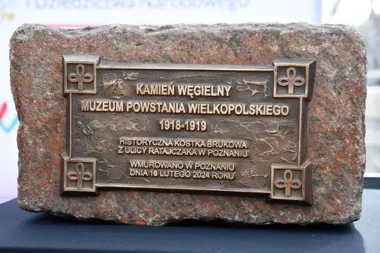 i Dziedzictwa Narodowego
KAMIEŃ WĘGIELNY
MUZEUM POWSTANIA WIELKOPOLSKIEGO
1918-1919
HISTORYCZNA KOSTKA BRUKOWA
Z ULICY RATAJCZAKA W POZNANIU
WMUROWANO W POZNANIU
DNIA 16 LUTEGO 2024 ROKU